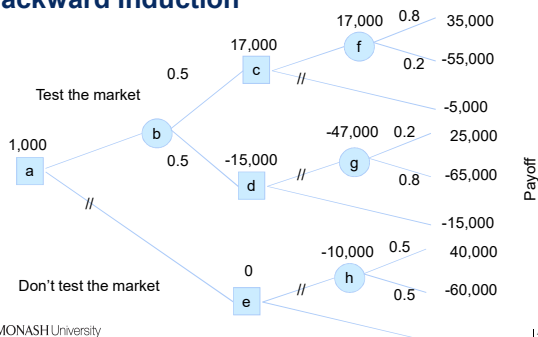 ackward Induction
17,000 0.8 35,000
f
0.2 -55,000
17,000
0.5 c
//
-5,000
Test the market
b
1,000
a
0.5
-47,000 0.2 25,000
g
-15,000
d // 0.8 -65,000
-15,000
//
-10,000 0.5 40,000
h
0
Don't test the market
e // 0.5 -60,000
Payoff
MONASH University